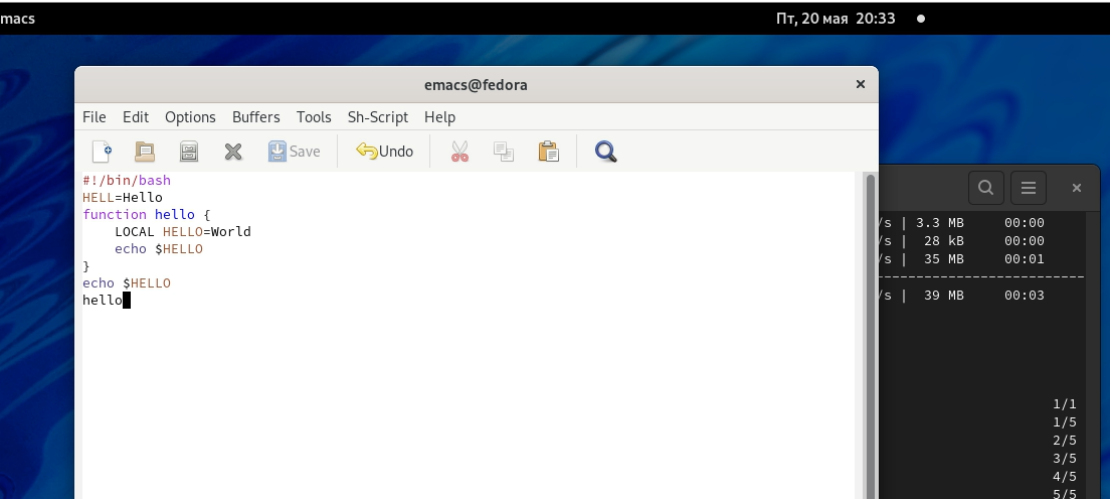 macs
Пт, 20 мая 20:33
emacs@fedora
File Edit Options Buffers Tools Sh-Script Help
Save Undo
#!/bin/bash
HELL=Hello
function hello {
    LOCAL HELLO=World
    echo $HELLO
}
echo $HELLO
hello
/s | 3.3 MB 00:00
/s | 28 kB 00:00
/s | 35 MB 00:01
--------------------------
/s | 39 MB 00:03
1/1
1/5
2/5
3/5
4/5
5/5